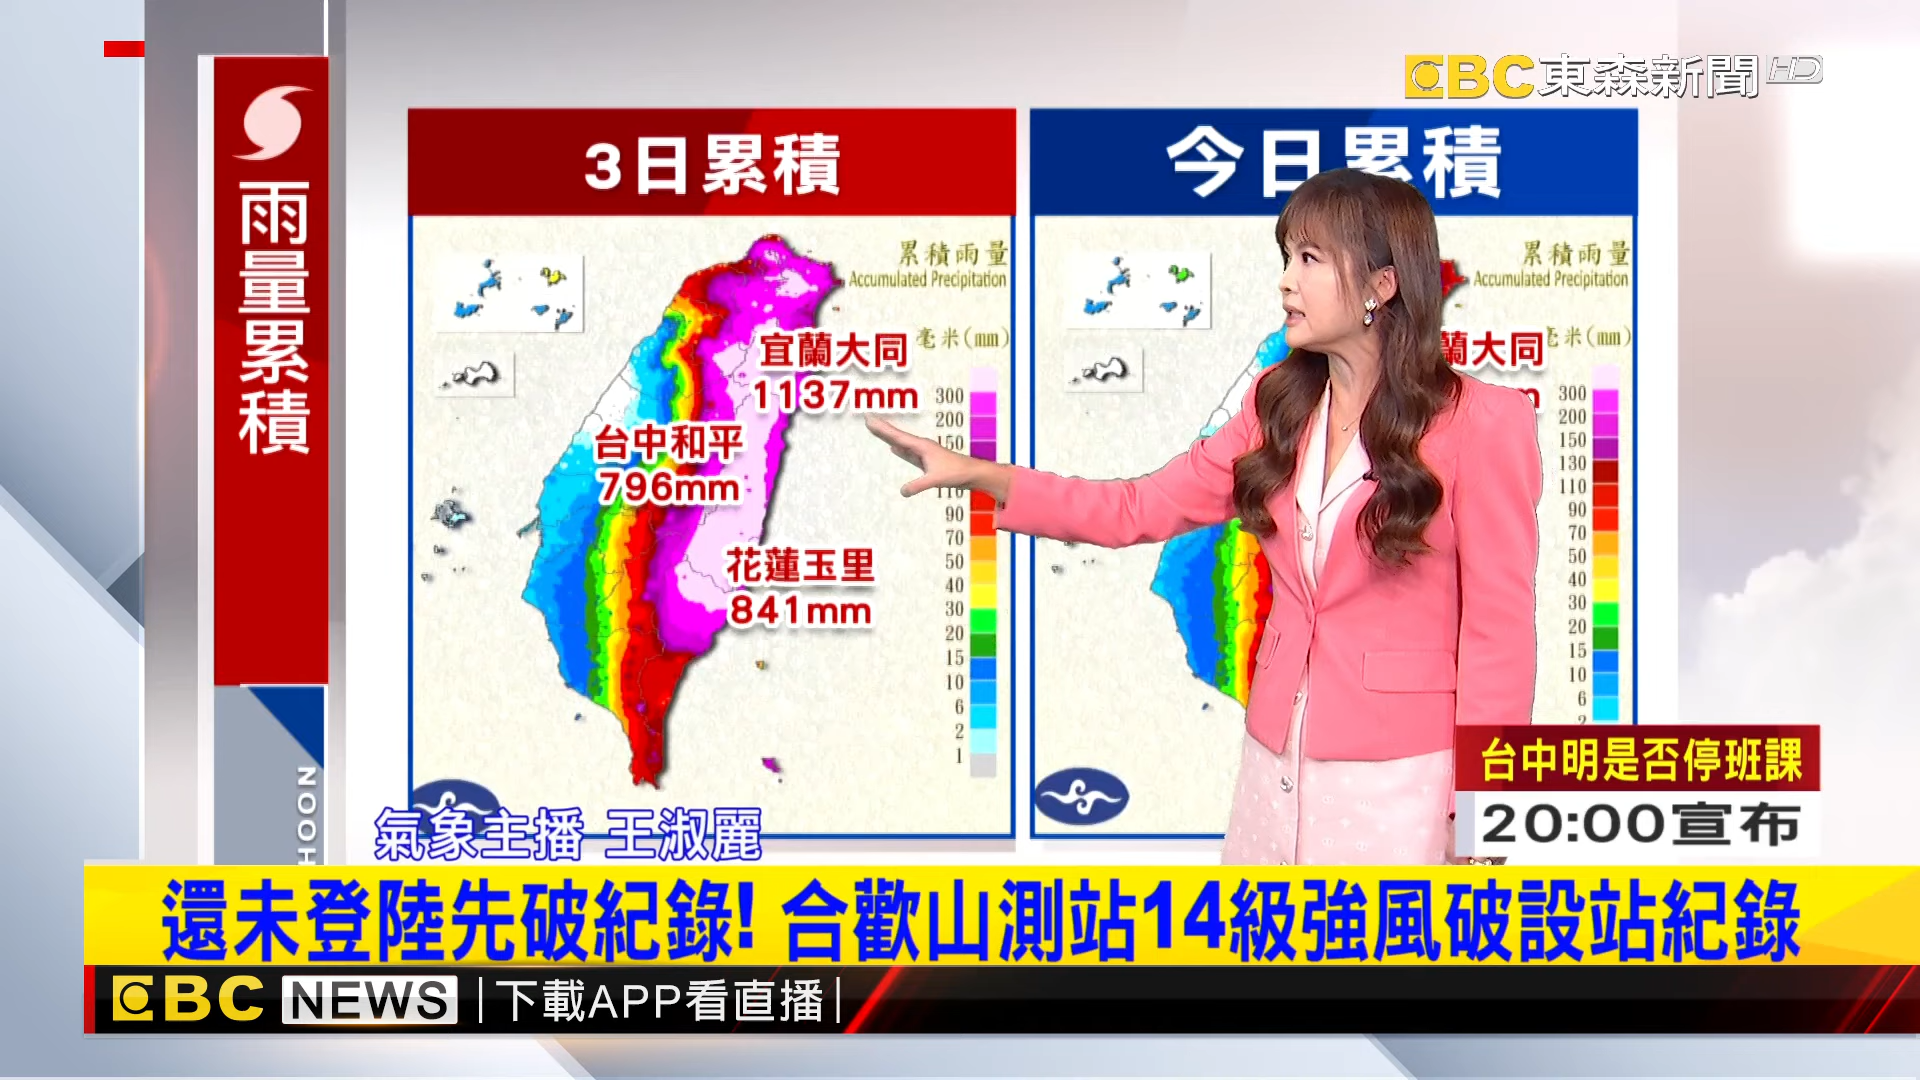 EBC東森新聞HD
雨量累積
3日累積
今日累積
累積雨量
Accumulated Precipitation
毫米(mm)
宜蘭大同
1137mm
台中和平
796mm
花蓮玉里
841mm
300
200
150
110
90
70
50
40
30
20
15
10
6
2
1
累積雨量
Accumulated Precipitation
毫米(mm)
蘭大同
300
200
150
130
110
90
70
50
40
30
20
15
10
6
2
HOON
氣象主播 王淑麗
台中明是否停班課
20:00宣布
還未登陸先破紀錄! 合歡山測站14級強風破設站紀錄
EBC NEWS |下載APP看直播|